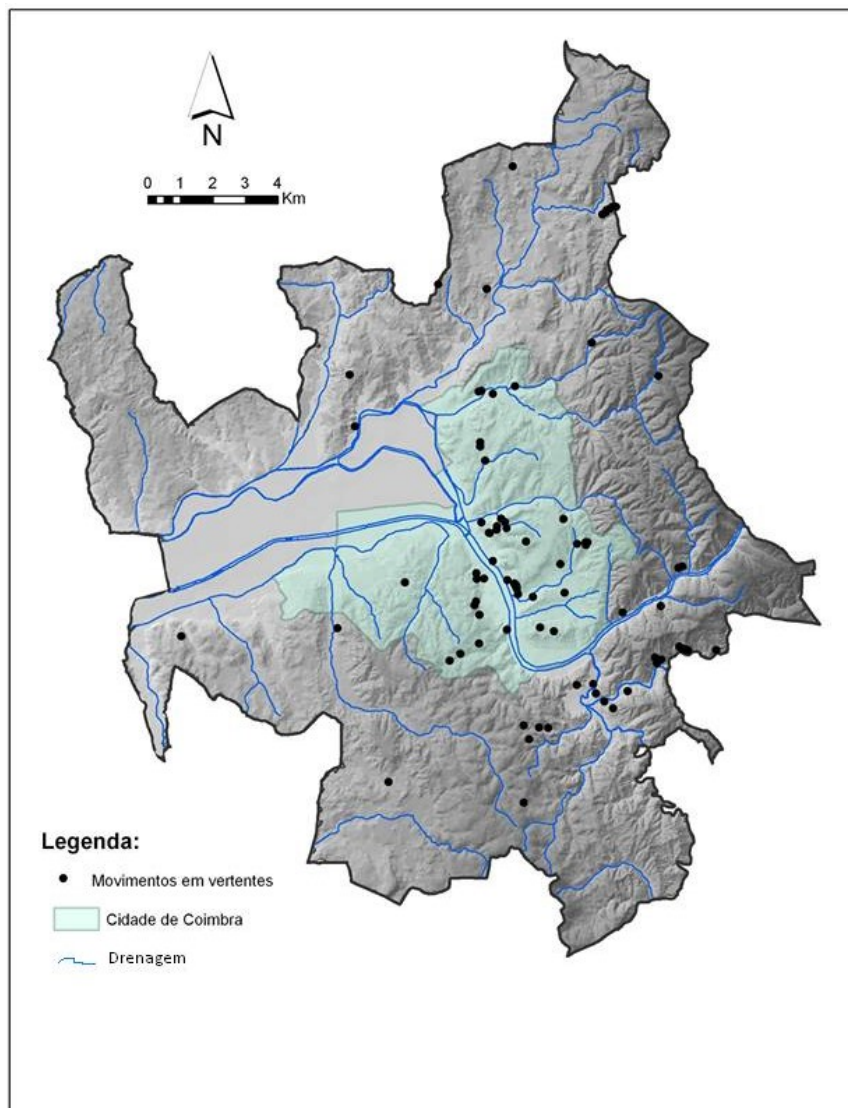 N
0 1 2 3 4
Km
Legenda:
Movimentos em vertentes
Cidade de Coimbra
Drenagem